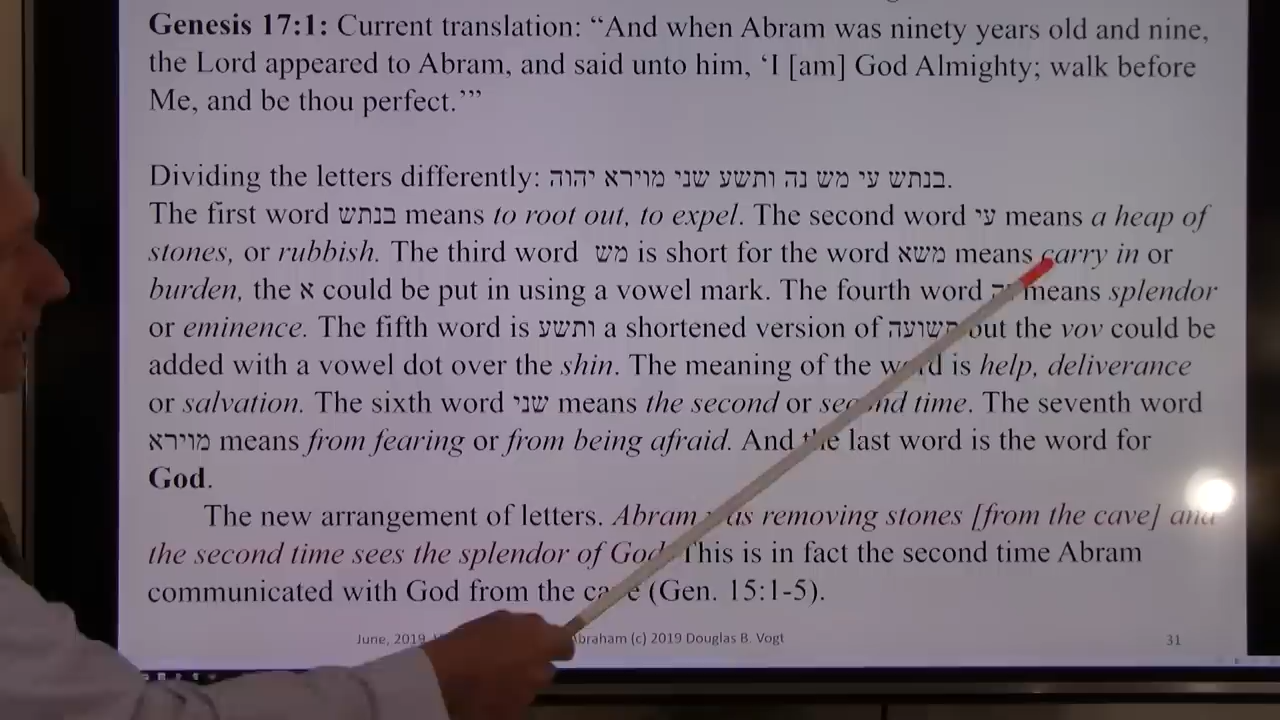 Genesis 17:1: Current translation: “And when Abram was ninety years old and nine,
the Lord appeared to Abram, and said unto him, ‘I [am] God Almighty; walk before
Me, and be thou perfect.’”
Dividing the letters differently: בנתש עי מש נה ותשע שני מוירא יהוה.
The first word בנתש means to root out, to expel. The second word עי means a heap of
stones, or rubbish. The third word מש is short for the word משא means carry in or
burden, the א could be put in using a vowel mark. The fourth word means splendor
or eminence. The fifth word is ותשע a shortened version of but the vov could be
added with a vowel dot over the shin. The meaning of the word is help, deliverance
or salvation. The sixth word שני means the second or second time. The seventh word
מוירא means from fearing or from being afraid. And the last word is the word for
God.
The new arrangement of letters. Abram was removing stones [from the cave] and
the second time sees the splendor of God. This is in fact the second time Abram
communicated with God from the cave (Gen. 15:1-5).
June, 2019 Abraham (c) 2019 Douglas B. Vogt 31